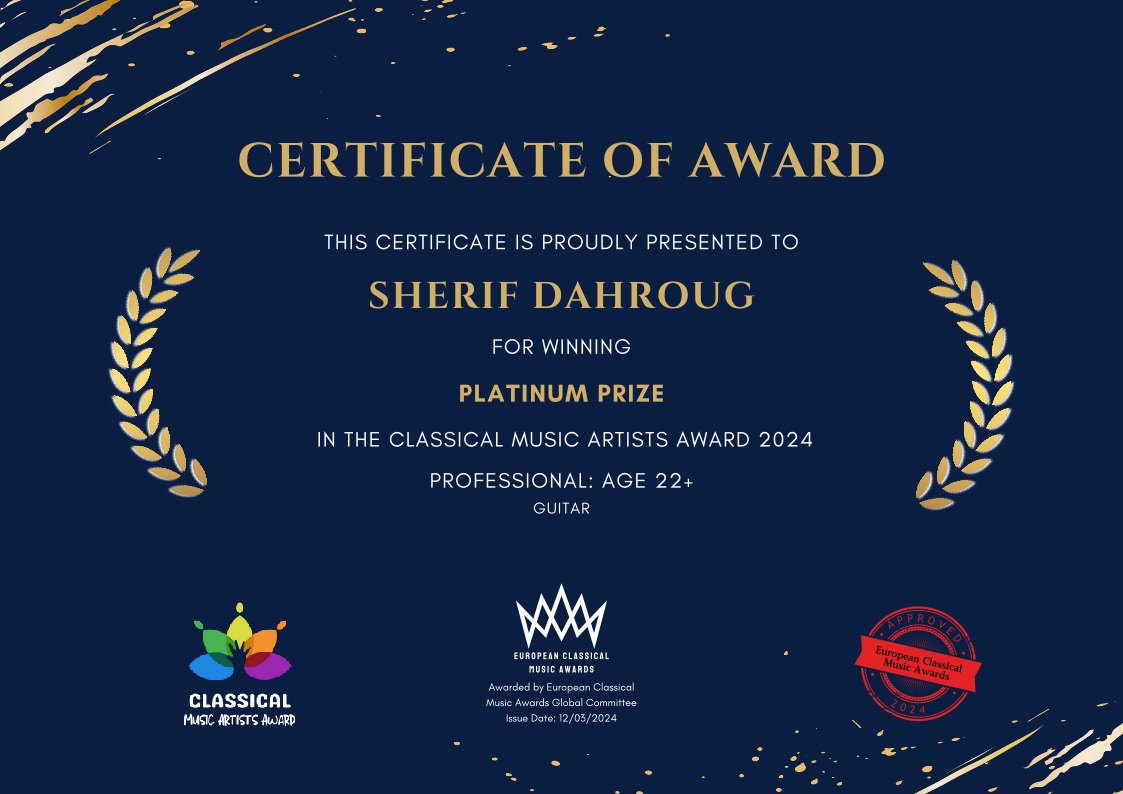 CERTIFICATE OF AWARD
THIS CERTIFICATE IS PROUDLY PRESENTED TO
SHERIF DAHROUG
FOR WINNING
PLATINUM PRIZE
IN THE CLASSICAL MUSIC ARTISTS AWARD 2024
PROFESSIONAL: AGE 22+
GUITAR
CLASSICAL
MUSIC ARTISTS AWARD
EUROPEAN CLASSICAL
MUSIC AWARDS
Awarded by European Classical
Music Awards Global Committee
Issue Date: 12/03/2024
APPROVED
European Classical
Music Awards
2024